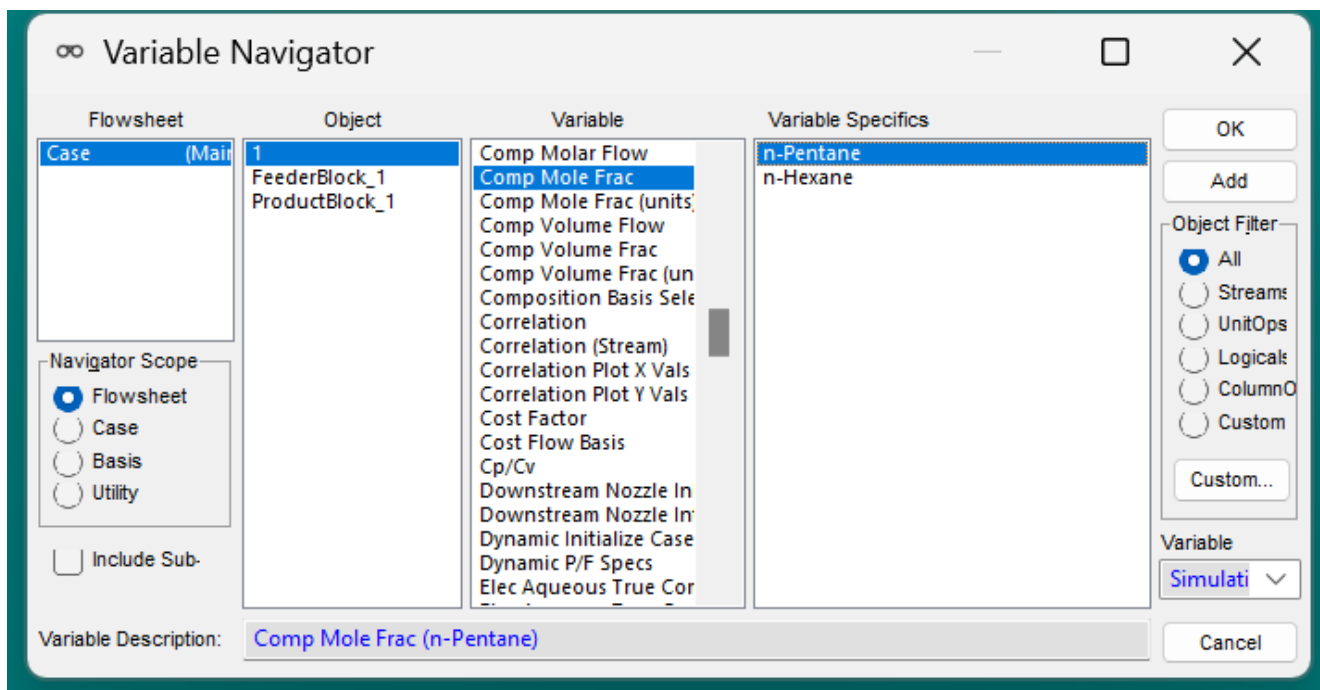 Variable Navigator
Flowsheet
Object
Variable
Variable Specifics
Case (Main
1
FeederBlock_1
ProductBlock_1
Comp Molar Flow
Comp Mole Frac
Comp Mole Frac (units)
Comp Volume Flow
Comp Volume Frac
Comp Volume Frac (un
Composition Basis Sele
Correlation
Correlation (Stream)
Correlation Plot X Vals
Correlation Plot Y Vals
Cost Factor
Cost Flow Basis
Cp/Cv
Downstream Nozzle In
Downstream Nozzle In
Dynamic Initialize Case
Dynamic P/F Specs
Elec Aqueous True Cor
n-Pentane
n-Hexane
Navigator Scope
Flowsheet
Case
Basis
Utility
Include Sub-
OK
Add
Object Filter
All
Streams
UnitOps
Logicals
ColumnO
Custom
Custom...
Variable
Simulati
Variable Description:
Comp Mole Frac (n-Pentane)
Cancel